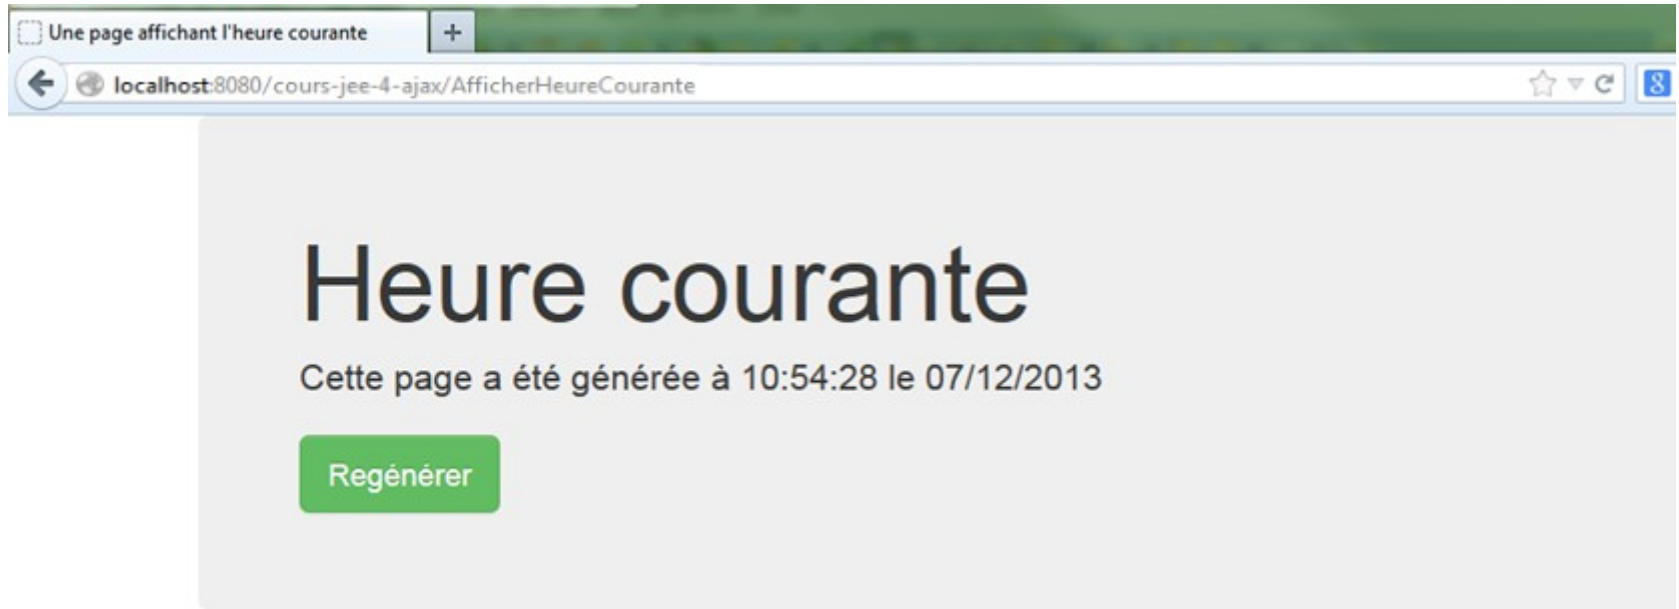 Une page affichant l'heure courante
+
localhost:8080/cours-jee-4-ajax/AfficherHeureCourante
8
Heure courante
Cette page a été générée à 10:54:28 le 07/12/2013
Regénérer